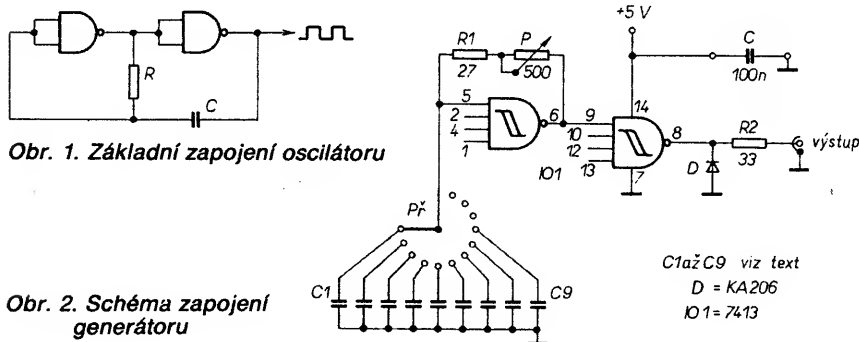 R
C
Obr. 1. Základní zapojení oscilátoru
+5 V
R1
P
27
500
C
100n
5
2
4
1
6
9
10
12
13
14
8
7
IO1
D
R2
33
výstup
Př
C1
C9
C1 až C9 viz text
D = KA206
IO1 = 7413
Obr. 2. Schéma zapojení
generátoru